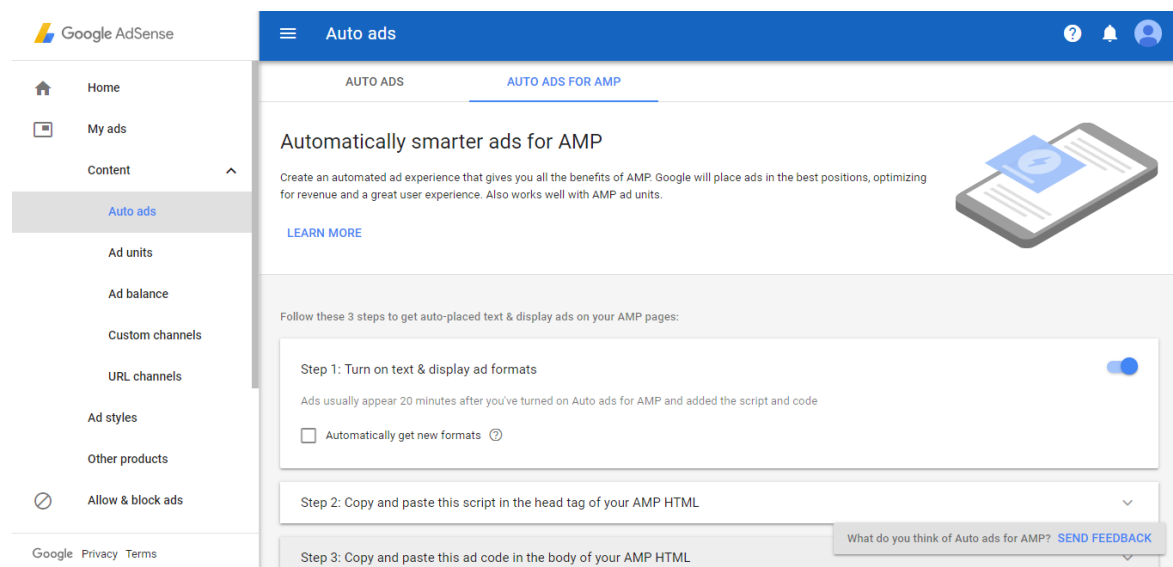 Google AdSense
Auto ads
Home
My ads
Content
Auto ads
Ad units
Ad balance
Custom channels
URL channels
Ad styles
Other products
Allow & block ads
Google Privacy Terms
AUTO ADS
AUTO ADS FOR AMP
Automatically smarter ads for AMP
Create an automated ad experience that gives you all the benefits of AMP. Google will place ads in the best positions, optimizing
for revenue and a great user experience. Also works well with AMP ad units.
LEARN MORE
Follow these 3 steps to get auto-placed text & display ads on your AMP pages:
Step 1: Turn on text & display ad formats
Ads usually appear 20 minutes after you've turned on Auto ads for AMP and added the script and code
Automatically get new formats
Step 2: Copy and paste this script in the head tag of your AMP HTML
Step 3: Copy and paste this ad code in the body of your AMP HTML
What do you think of Auto ads for AMP? SEND FEEDBACK